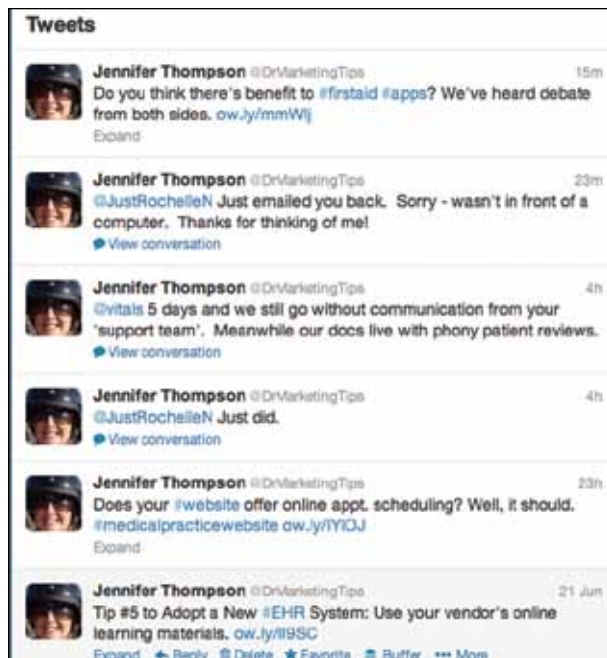 Tweets
Jennifer Thompson @DrMarketingTips 15m
Do you think there's benefit to #firstaid #apps? We've heard debate
from both sides. ow.ly/mmWlj
Expand
Jennifer Thompson @DrMarketingTips 23m
@JustRochelleN Just emailed you back.  Sorry - wasn't in front of a
computer.  Thanks for thinking of me!
View conversation
Jennifer Thompson @DrMarketingTips 4h
@vitals 5 days and we still go without communication from your
'support team'.  Meanwhile our docs live with phony patient reviews.
View conversation
Jennifer Thompson @DrMarketingTips 4h
@JustRochelleN Just did.
View conversation
Jennifer Thompson @DrMarketingTips 23h
Does your #website offer online appt. scheduling? Well, it should.
#medicalpracticewebsite ow.ly/lYlOJ
Expand
Jennifer Thompson @DrMarketingTips 21 Jun
Tip #5 to Adopt a New #EHR System: Use your vendor's online
learning materials. ow.ly/lI9SC
Expand Reply Delete Favorite Buffer More